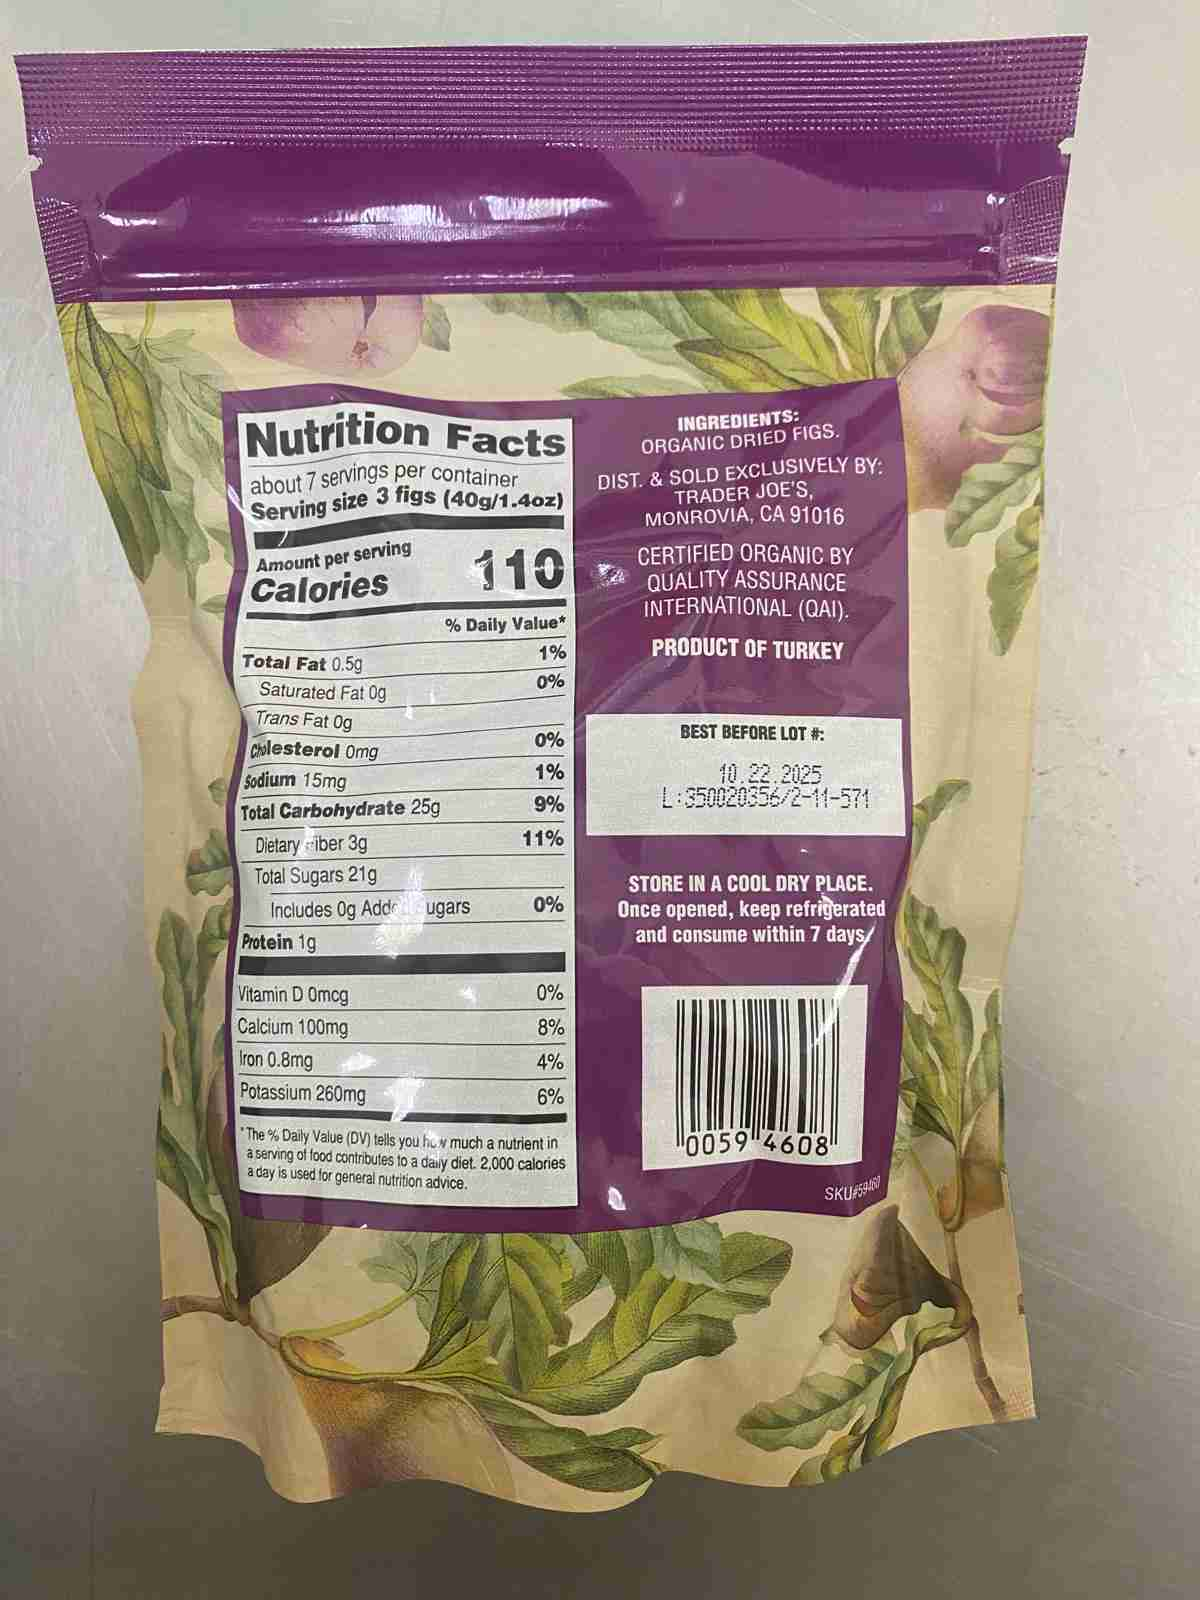 Nutrition Facts
about 7 servings per container
Serving size 3 figs (40g/1.4oz)
Amount per serving
Calories 110
% Daily Value*
Total Fat 0.5g 1%
Saturated Fat 0g 0%
Trans Fat 0g
Cholesterol 0mg 0%
Sodium 15mg 1%
Total Carbohydrate 25g 9%
Dietary Fiber 3g 11%
Total Sugars 21g
Includes 0g Added Sugars 0%
Protein 1g
Vitamin D 0mcg 0%
Calcium 100mg 8%
Iron 0.8mg 4%
Potassium 260mg 6%
*The % Daily Value (DV) tells you how much a nutrient in
a serving of food contributes to a daily diet. 2,000 calories
a day is used for general nutrition advice.
INGREDIENTS:
ORGANIC DRIED FIGS.
DIST. & SOLD EXCLUSIVELY BY:
TRADER JOE'S,
MONROVIA, CA 91016
CERTIFIED ORGANIC BY
QUALITY ASSURANCE
INTERNATIONAL (QAI).
PRODUCT OF TURKEY
BEST BEFORE LOT #:
10.22.2025
L:350020356/2-11-571
STORE IN A COOL DRY PLACE.
Once opened, keep refrigerated
and consume within 7 days.
0059 4608
SKU#59460